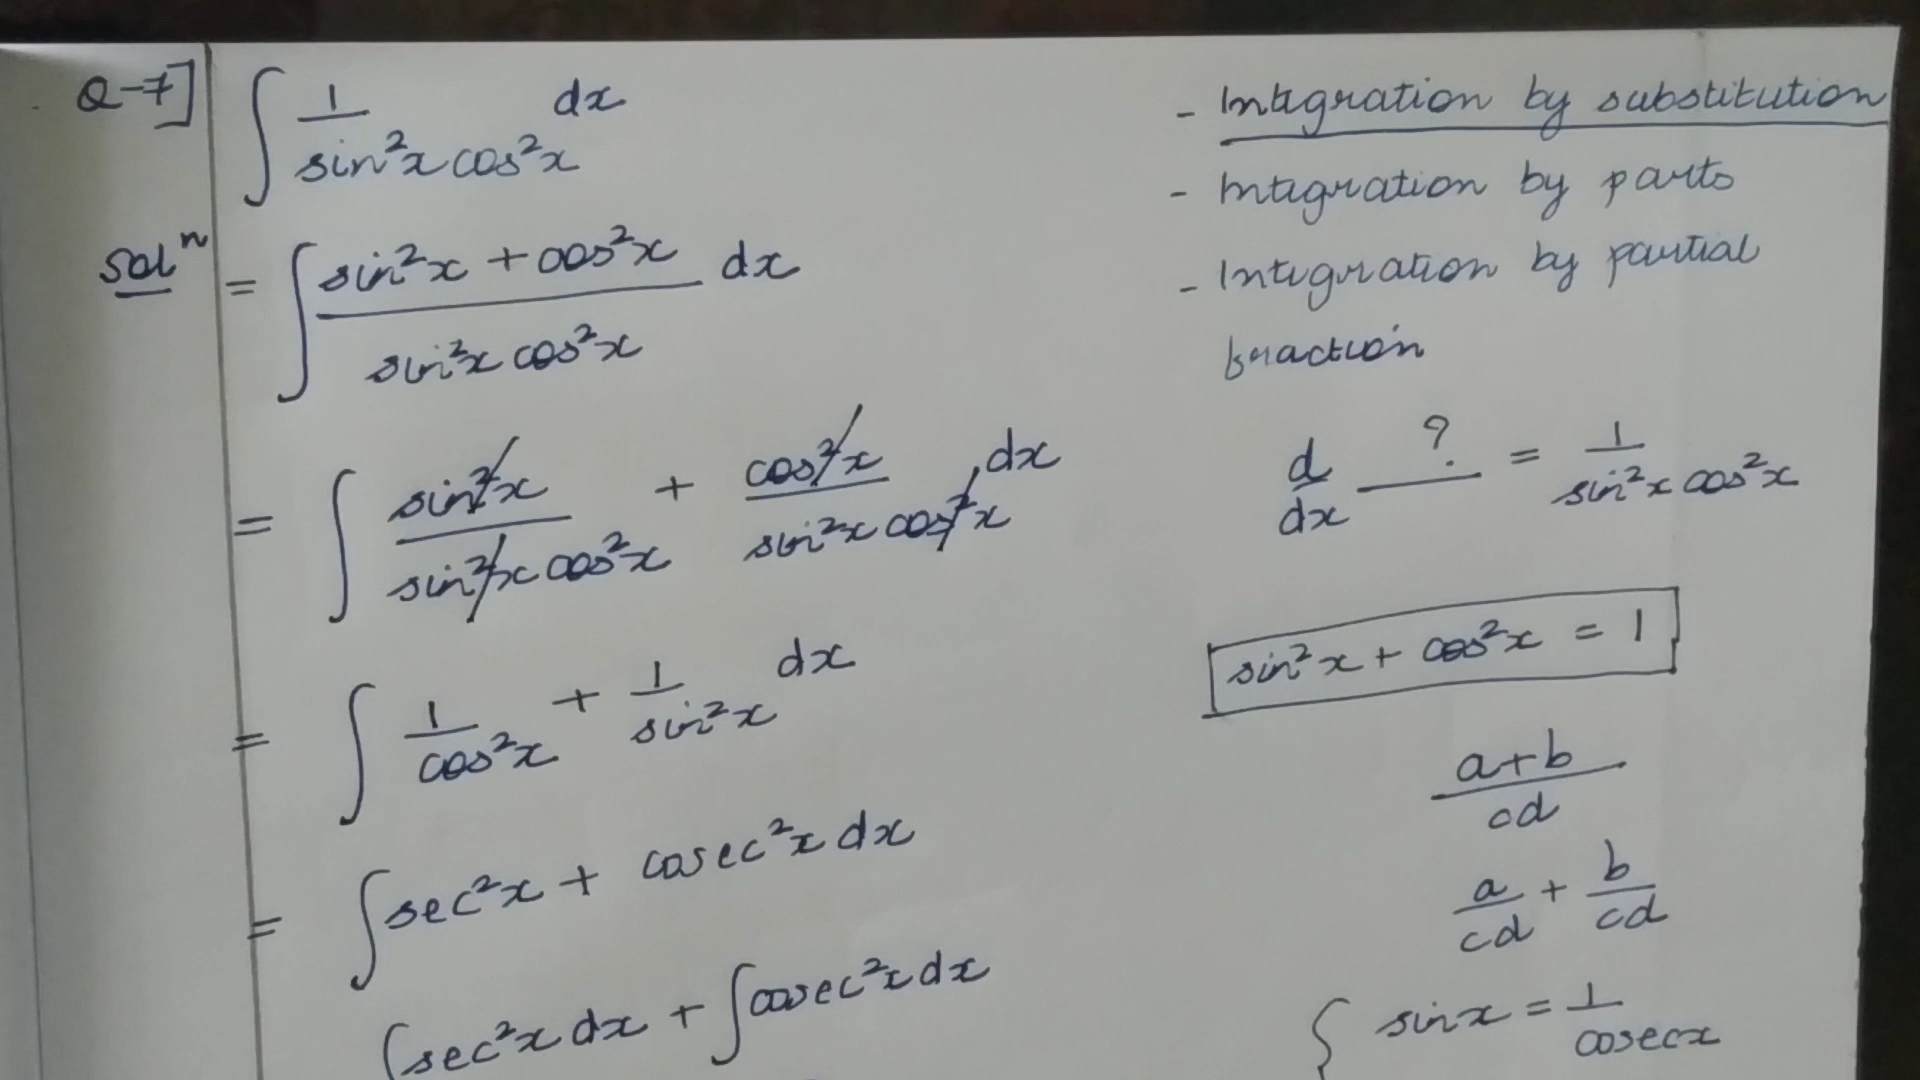 Q-7] ∫ 1/(sin²x cos²x) dx
Solⁿ = ∫ (sin²x + cos²x)/(sin²x cos²x) dx
= ∫ sin²x/(sin²x cos²x) + cos²x/(sin²x cos²x) dx
= ∫ 1/cos²x + 1/sin²x dx
= ∫ sec²x + cosec²x dx
∫ sec²x dx + ∫ cosec²x dx
- Integration by substitution
- Integration by parts
- Integration by partial
fraction
d/dx ? = 1/(sin²x cos²x)
sin²x + cos²x = 1
(a+b)/cd
a/cd + b/cd
{ sinx = 1/cosecx